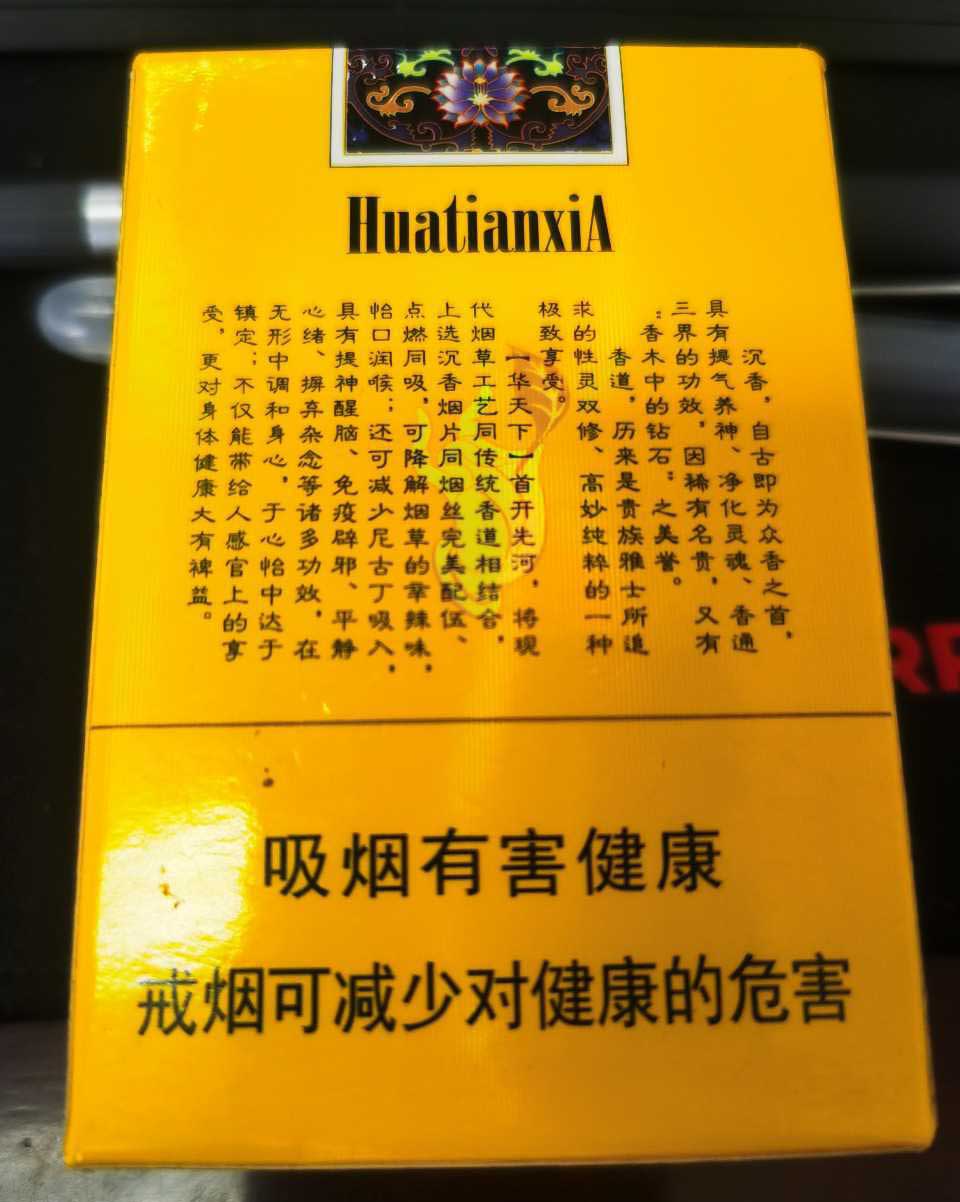 HuatianxiA
沉香，自古即为众香之首，
具有提气养神、净化灵魂、香通
三界的功效，因稀有名贵，又有
：香木中的钻石：之美誉。
香道，历来是贵族雅士所追
求的性灵双修、高妙纯粹的一种
极致享受。
【华天下】首开先河，将现
代烟草工艺同传统香道相结合，
上选沉香烟片同烟丝完美配伍、
点燃同吸，可降解烟草的辛辣味，
怡口润喉；还可减少尼古丁吸入，
具有提神醒脑、免疫辟邪、平静
心绪、摒弃杂念等诸多功效，在
无形中调和身心，于心怡中达于
镇定；不仅能带给人感官上的享
受，更对身体健康大有裨益。
吸烟有害健康
戒烟可减少对健康的危害